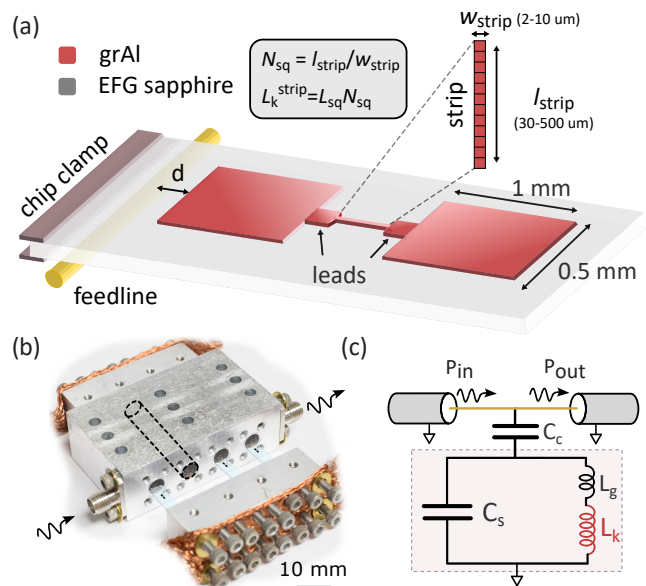 (a)
grAl
EFG sapphire
N_sq = l_strip/w_strip
L_k^strip=L_sq N_sq
w_strip (2-10 um)
strip
l_strip
(30-500 um)
chip clamp
d
1 mm
leads
0.5 mm
feedline
(b)
10 mm
(c)
P_in
P_out
C_c
C_s
L_g
L_k